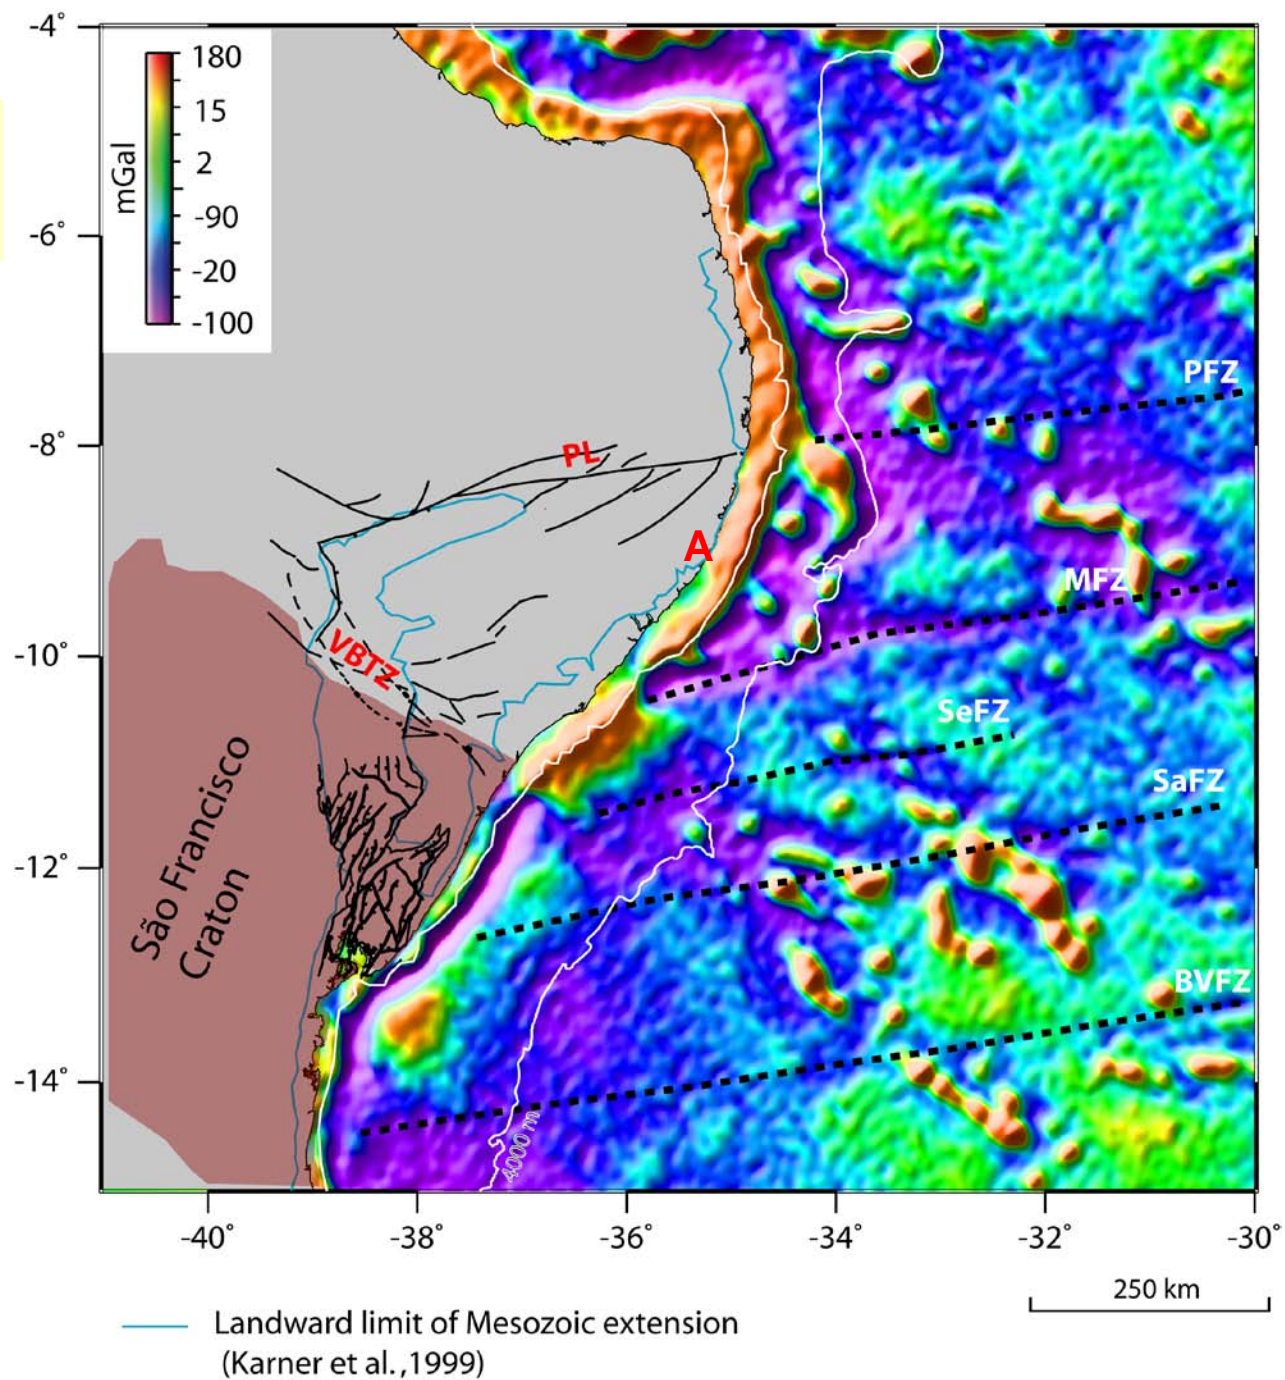 -4°
-6°
-8°
-10°
-12°
-14°
180
15
2
-90
-20
-100
mGal
PFZ
PL
A
MFZ
VBTZ
SeFZ
SaFZ
São Francisco
Craton
BVFZ
4000 m
-40°
-38°
-36°
-34°
-32°
-30°
250 km
Landward limit of Mesozoic extension
(Karner et al.,1999)